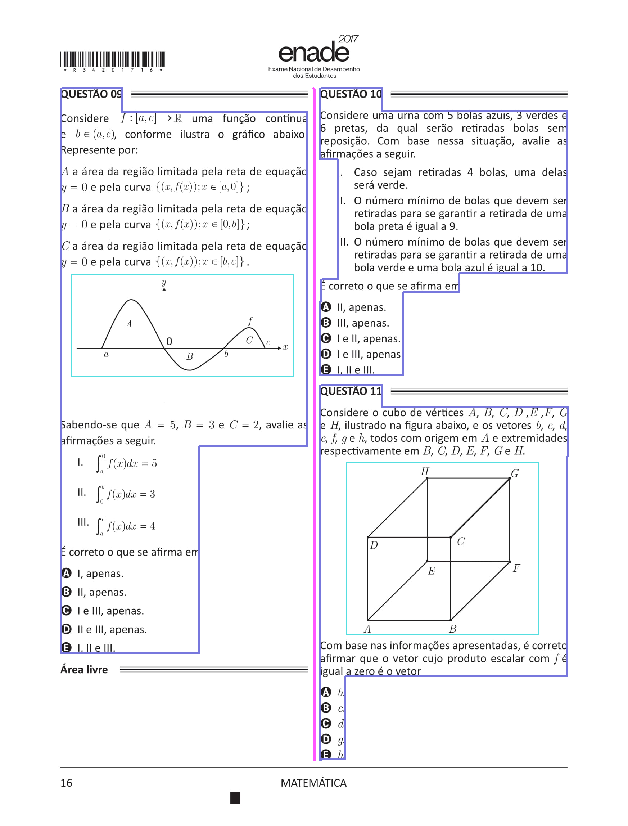 * R 3 4 2 0 1 7 1 6 *
2017
enade
Exame Nacional de Desempenho
dos Estudantes
QUESTÃO 09
Considere f : [a, c] → ℝ uma função contínua
e b ∈ (a, c), conforme ilustra o gráfico abaixo
Represente por:
A a área da região limitada pela reta de equação
y = 0 e pela curva {(x, f(x)); x ∈ [a, 0]} ;
B a área da região limitada pela reta de equação
y = 0 e pela curva {(x, f(x)); x ∈ [0, b]} ;
C a área da região limitada pela reta de equação
y = 0 e pela curva {(x, f(x)); x ∈ [b, c]} .
y
A
0
f
C
a
B
b
c
x
Sabendo-se que A = 5, B = 3 e C = 2, avalie as
afirmações a seguir.
I. f(x)dx = 5
II. f(x)dx = 3
III. f(x)dx = 4
É correto o que se afirma em
A I, apenas.
B II, apenas.
C I e III, apenas.
D II e III, apenas.
E I, II e III.
Área livre
QUESTÃO 10
Considere uma urna com 5 bolas azuis, 3 verdes e
6 pretas, da qual serão retiradas bolas sem
reposição. Com base nessa situação, avalie as
afirmações a seguir.
. Caso sejam retiradas 4 bolas, uma delas
será verde.
I. O número mínimo de bolas que devem ser
retiradas para se garantir a retirada de uma
bola preta é igual a 9.
II. O número mínimo de bolas que devem ser
retiradas para se garantir a retirada de uma
bola verde e uma bola azul é igual a 10.
É correto o que se afirma em
A II, apenas.
B III, apenas.
C I e II, apenas.
D I e III, apenas
E I, II e III.
QUESTÃO 11
Considere o cubo de vértices A, B, C, D ,E ,F, G
e H, ilustrado na figura abaixo, e os vetores b, c, d,
e, f, g e h, todos com origem em A e extremidades
respectivamente em B, C, D, E, F, G e H.
H
G
D
C
E
F
A
B
Com base nas informações apresentadas, é correto
afirmar que o vetor cujo produto escalar com f é
igual a zero é o vetor
A
B c.
C d
D g.
E h
16
MATEMÁTICA